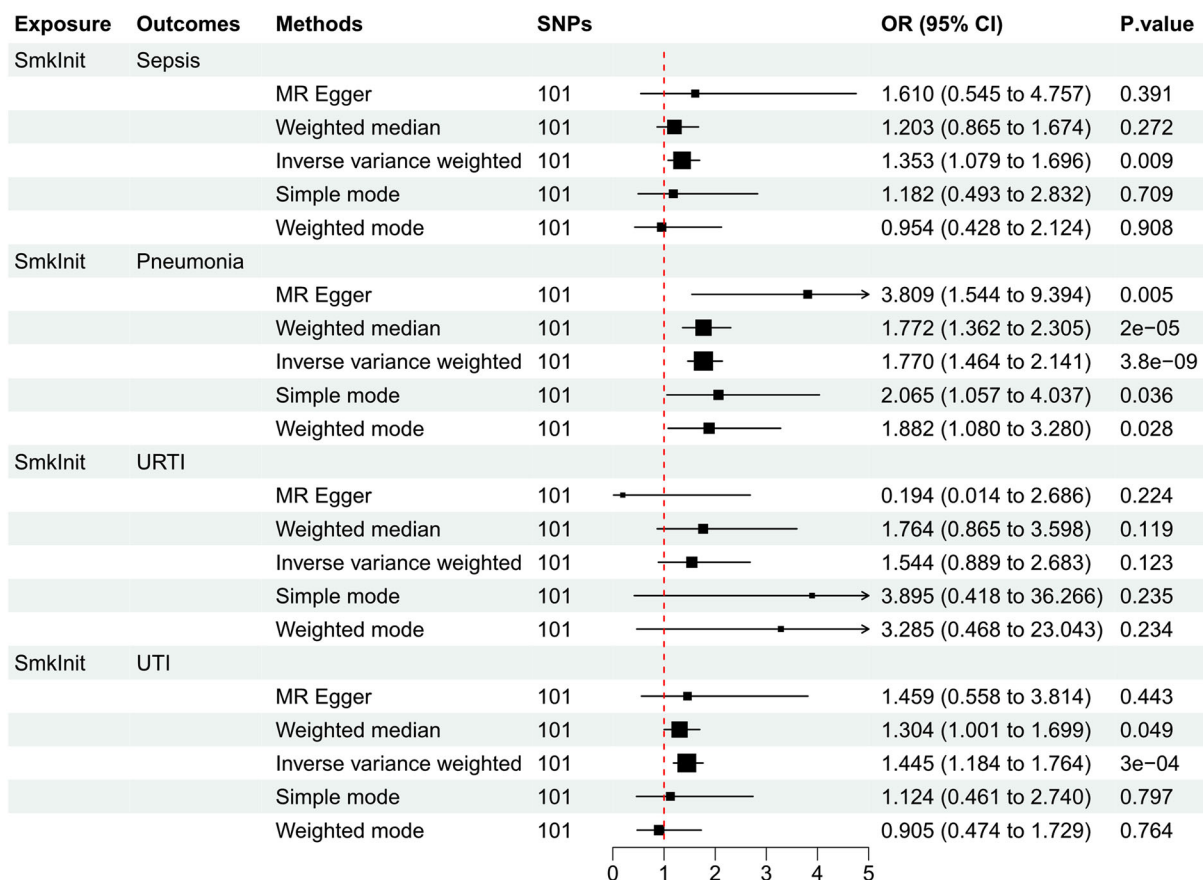 Exposure Outcomes Methods SNPs OR (95% CI) P.value
SmkInit Sepsis
MR Egger 101 1.610 (0.545 to 4.757) 0.391
Weighted median 101 1.203 (0.865 to 1.674) 0.272
Inverse variance weighted 101 1.353 (1.079 to 1.696) 0.009
Simple mode 101 1.182 (0.493 to 2.832) 0.709
Weighted mode 101 0.954 (0.428 to 2.124) 0.908
SmkInit Pneumonia
MR Egger 101 3.809 (1.544 to 9.394) 0.005
Weighted median 101 1.772 (1.362 to 2.305) 2e−05
Inverse variance weighted 101 1.770 (1.464 to 2.141) 3.8e−09
Simple mode 101 2.065 (1.057 to 4.037) 0.036
Weighted mode 101 1.882 (1.080 to 3.280) 0.028
SmkInit URTI
MR Egger 101 0.194 (0.014 to 2.686) 0.224
Weighted median 101 1.764 (0.865 to 3.598) 0.119
Inverse variance weighted 101 1.544 (0.889 to 2.683) 0.123
Simple mode 101 3.895 (0.418 to 36.266) 0.235
Weighted mode 101 3.285 (0.468 to 23.043) 0.234
SmkInit UTI
MR Egger 101 1.459 (0.558 to 3.814) 0.443
Weighted median 101 1.304 (1.001 to 1.699) 0.049
Inverse variance weighted 101 1.445 (1.184 to 1.764) 3e−04
Simple mode 101 1.124 (0.461 to 2.740) 0.797
Weighted mode 101 0.905 (0.474 to 1.729) 0.764
0 1 2 3 4 5